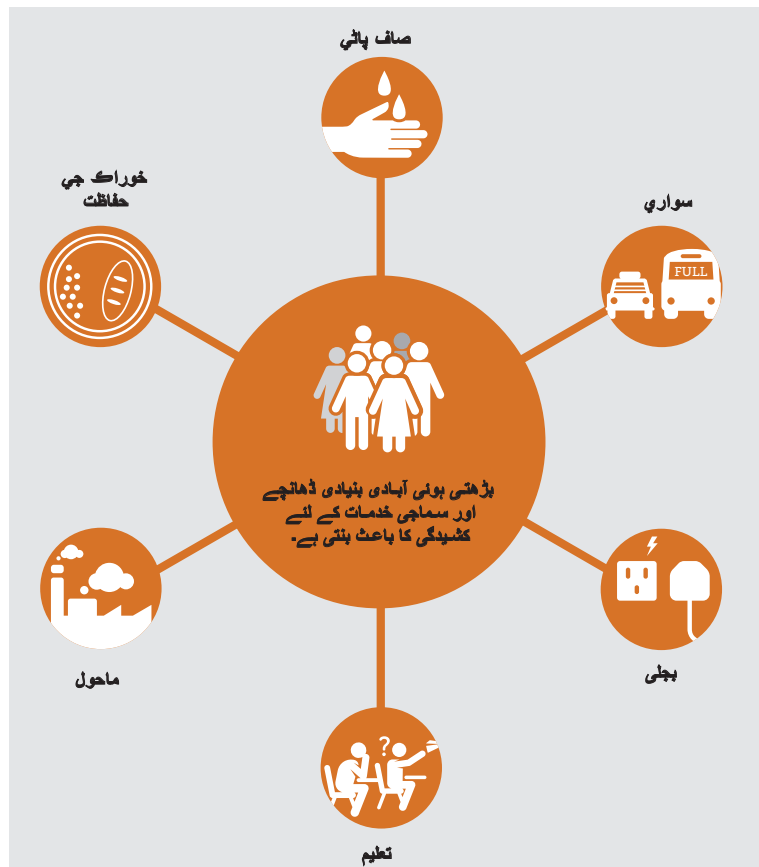 صاف پاڻي
خوراڪ جي
حفاظت
سواري
FULL
بڑھتی ہوئی آبادی بنیادی ڈھانچے
اور سماجی خدمات کے لئے
کشیدگی کا باعث بنتی ہے۔
ماحول
بجلی
تعلیم